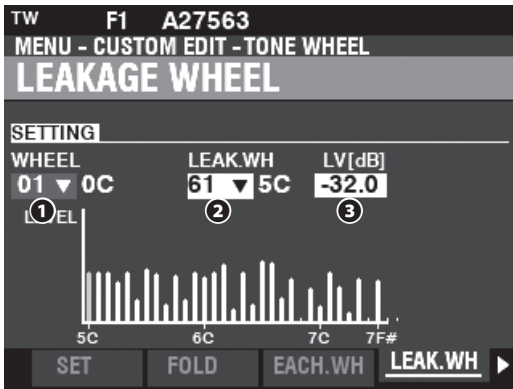 TW F1 A27563
MENU - CUSTOM EDIT - TONE WHEEL
LEAKAGE WHEEL
SETTING
WHEEL LEAK.WH LV[dB]
01 ▼ 0C 61 ▼ 5C -32.0
1 2 3
LEVEL
5C 6C 7C 7F#
SET FOLD EACH.WH LEAK.WH ▶